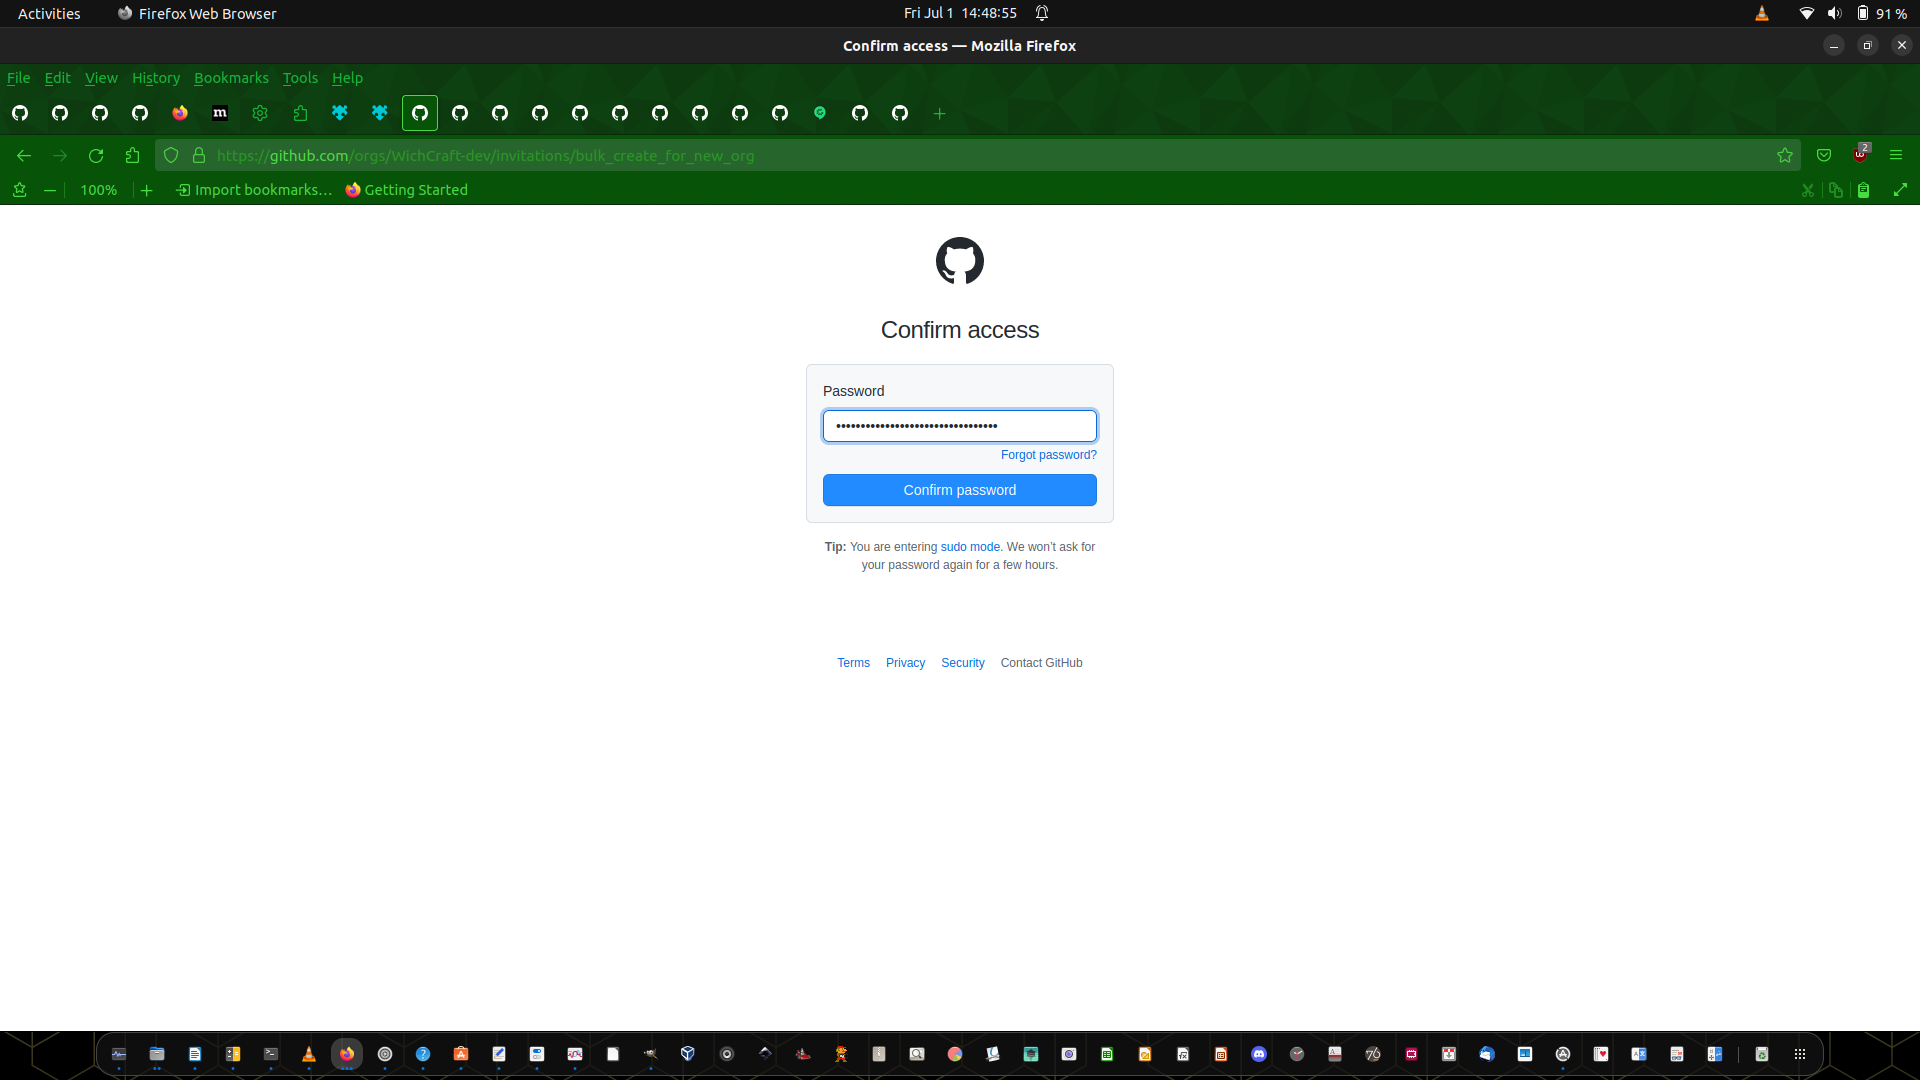 Activities
Firefox Web Browser
Fri Jul 1 14:48:55
91 %
Confirm access — Mozilla Firefox
File Edit View History Bookmarks Tools Help
m
https://github.com/orgs/WichCraft-dev/invitations/bulk_create_for_new_org
2
100%
Import bookmarks…
Getting Started
Confirm access
Password
••••••••••••••••••••••••••••••••••
Forgot password?
Confirm password
Tip: You are entering sudo mode. We won’t ask for
your password again for a few hours.
Terms Privacy Security Contact GitHub